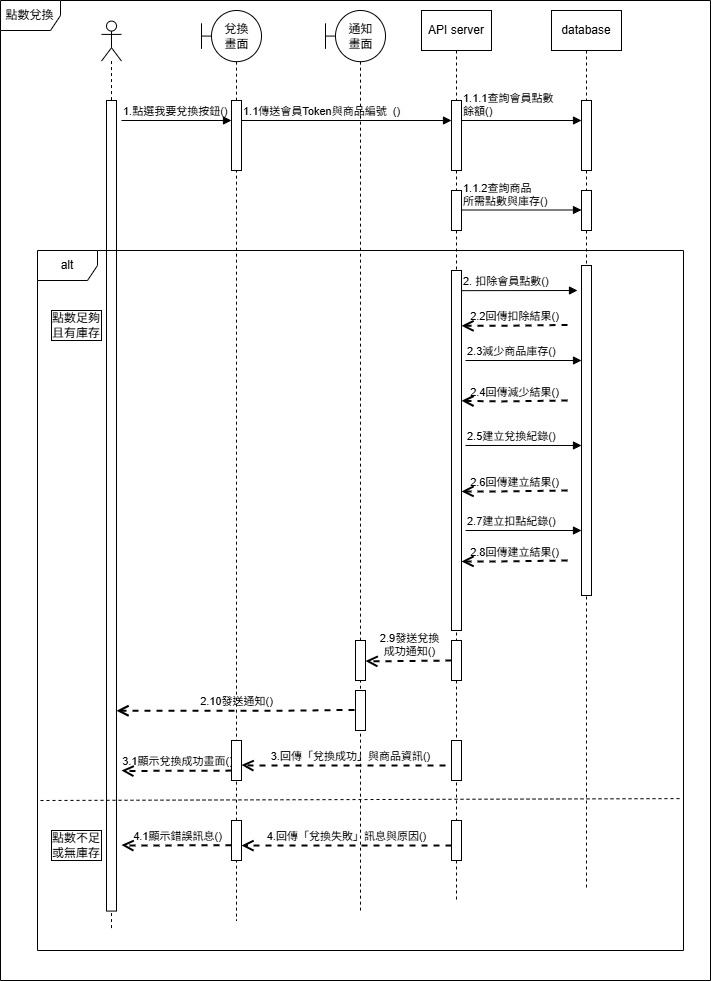 點數兌換
兌換
畫面
通知
畫面
API server
database
1.點選我要兌換按鈕()
1.1傳送會員Token與商品編號 ()
1.1.1查詢會員點數
餘額()
1.1.2查詢商品
所需點數與庫存()
alt
點數足夠
且有庫存
2. 扣除會員點數()
2.2回傳扣除結果()
2.3減少商品庫存()
2.4回傳減少結果()
2.5建立兌換紀錄()
2.6回傳建立結果()
2.7建立扣點紀錄()
2.8回傳建立結果()
2.9發送兌換
成功通知()
2.10發送通知()
3.回傳「兌換成功」與商品資訊()
3.1顯示兌換成功畫面()
點數不足
或無庫存
4.1顯示錯誤訊息()
4.回傳「兌換失敗」訊息與原因()